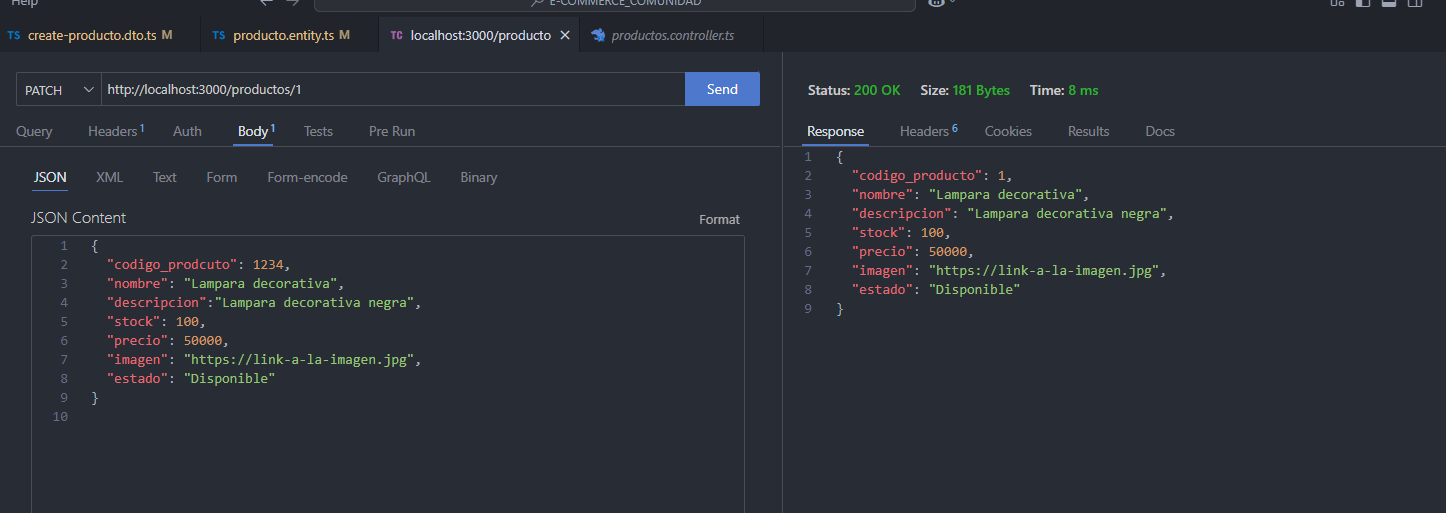 Help
E-COMMERCE_COMUNIDAD
TS create-producto.dto.ts M
TS producto.entity.ts M
TC localhost:3000/producto
productos.controller.ts
PATCH
http://localhost:3000/productos/1
Send
Query
Headers 1
Auth
Body 1
Tests
Pre Run
JSON
XML
Text
Form
Form-encode
GraphQL
Binary
JSON Content
Format
1 {
2 "codigo_prodcuto": 1234,
3 "nombre": "Lampara decorativa",
4 "descripcion":"Lampara decorativa negra",
5 "stock": 100,
6 "precio": 50000,
7 "imagen": "https://link-a-la-imagen.jpg",
8 "estado": "Disponible"
9 }
10
Status: 200 OK
Size: 181 Bytes
Time: 8 ms
Response
Headers 6
Cookies
Results
Docs
1 {
2 "codigo_producto": 1,
3 "nombre": "Lampara decorativa",
4 "descripcion": "Lampara decorativa negra",
5 "stock": 100,
6 "precio": 50000,
7 "imagen": "https://link-a-la-imagen.jpg",
8 "estado": "Disponible"
9 }